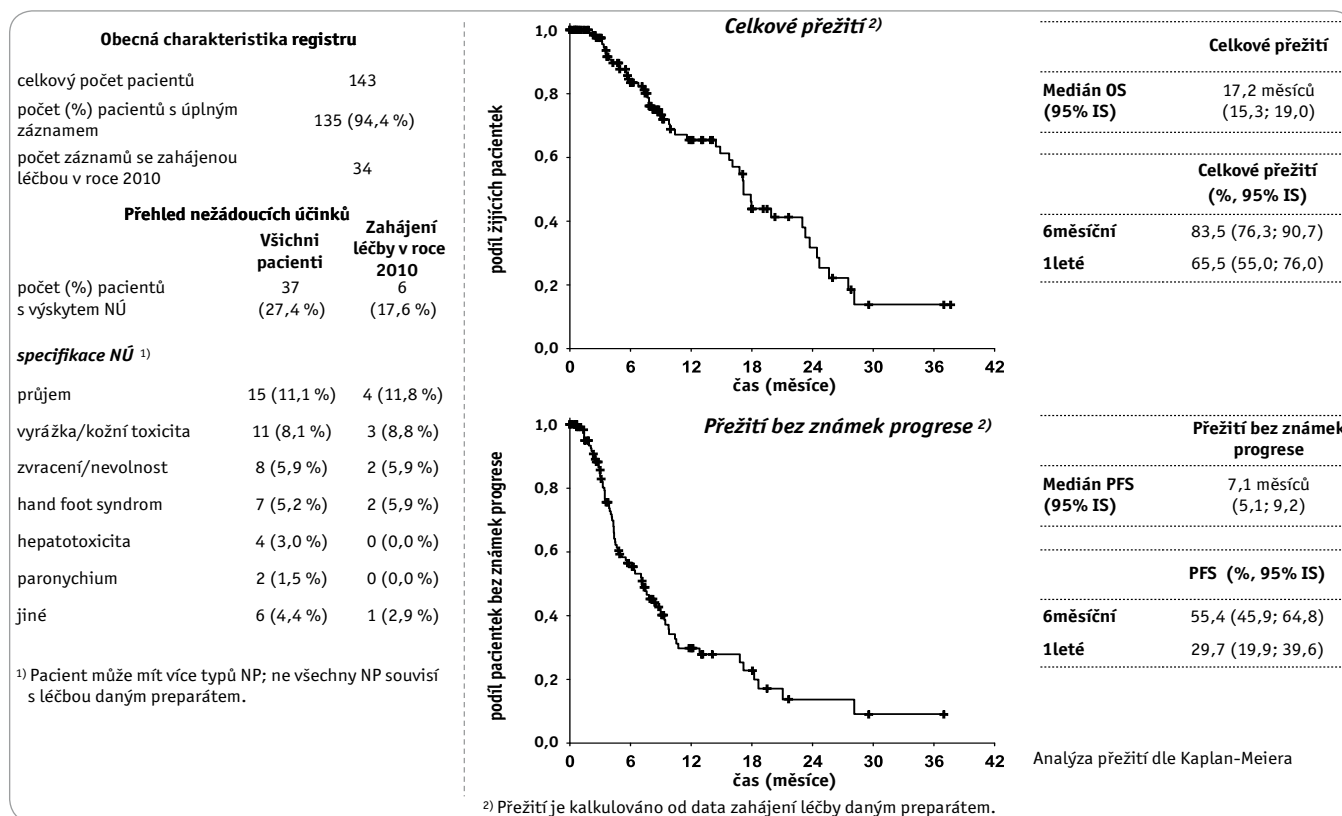 Obecná charakteristika registru
celkový počet pacientů 143
počet (%) pacientů s úplným
záznamem 135 (94,4 %)
počet záznamů se zahájenou
léčbou v roce 2010 34
Přehled nežádoucích účinků
Všichni
pacienti
Zahájení
léčby v roce
2010
počet (%) pacientů 37 6
s výskytem NÚ (27,4 %) (17,6 %)
specifikace NÚ 1)
průjem 15 (11,1 %) 4 (11,8 %)
vyrážka/kožní toxicita 11 (8,1 %) 3 (8,8 %)
zvracení/nevolnost 8 (5,9 %) 2 (5,9 %)
hand foot syndrom 7 (5,2 %) 2 (5,9 %)
hepatotoxicita 4 (3,0 %) 0 (0,0 %)
paronychium 2 (1,5 %) 0 (0,0 %)
jiné 6 (4,4 %) 1 (2,9 %)
1) Pacient může mít více typů NP; ne všechny NP souvisí
s léčbou daným preparátem.
Celkové přežití 2)
podíl žijících pacientek
1,0
0,8
0,6
0,4
0,2
0,0
0 6 12 18 24 30 36 42
čas (měsíce)
Celkové přežití
Medián OS 17,2 měsíců
(95% IS) (15,3; 19,0)
Celkové přežití
(%, 95% IS)
6měsíční 83,5 (76,3; 90,7)
1leté 65,5 (55,0; 76,0)
Přežití bez známek progrese 2)
podíl pacientek bez známek progrese
1,0
0,8
0,6
0,4
0,2
0,0
0 6 12 18 24 30 36 42
čas (měsíce)
Přežití bez známek
progrese
Medián PFS 7,1 měsíců
(95% IS) (5,1; 9,2)
PFS (%, 95% IS)
6měsíční 55,4 (45,9; 64,8)
1leté 29,7 (19,9; 39,6)
Analýza přežití dle Kaplan-Meiera
2) Přežití je kalkulováno od data zahájení léčby daným preparátem.